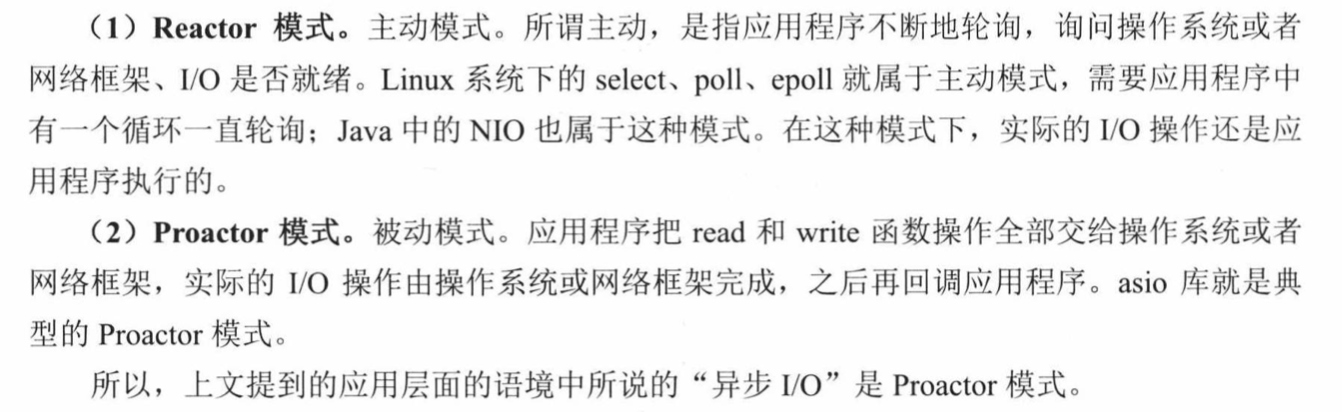 （1）Reactor 模式。主动模式。所谓主动，是指应用程序不断地轮询，询问操作系统或者
网络框架、I/O 是否就绪。Linux 系统下的 select、poll、epoll 就属于主动模式，需要应用程序中
有一个循环一直轮询；Java 中的 NIO 也属于这种模式。在这种模式下，实际的 I/O 操作还是应
用程序执行的。
（2）Proactor 模式。被动模式。应用程序把 read 和 write 函数操作全部交给操作系统或者
网络框架，实际的 I/O 操作由操作系统或网络框架完成，之后再回调应用程序。asio 库就是典
型的 Proactor 模式。
所以，上文提到的应用层面的语境中所说的“异步 I/O”是 Proactor 模式。